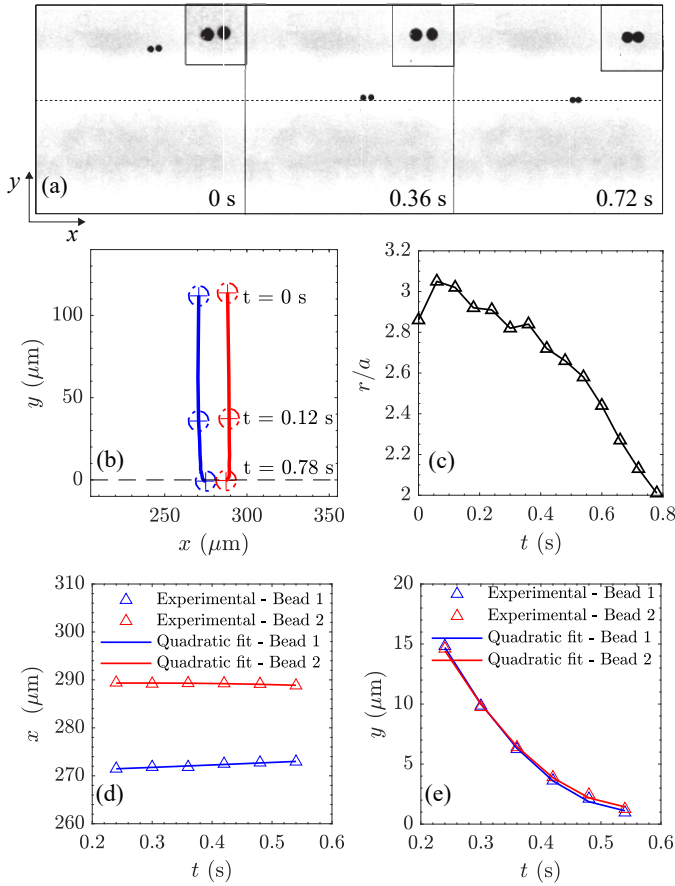 y
(a)
0 s
0.36 s
0.72 s
x
100
50
0
y (μm)
t = 0 s
t = 0.12 s
t = 0.78 s
(b)
250
300
350
x (μm)
3.2
3
2.8
2.6
2.4
2.2
2
r/a
(c)
0
0.2
0.4
0.6
0.8
t (s)
310
300
290
280
270
260
x (μm)
Experimental - Bead 1
Experimental - Bead 2
Quadratic fit - Bead 1
Quadratic fit - Bead 2
(d)
0.2
0.3
0.4
0.5
0.6
t (s)
20
15
10
5
0
y (μm)
Experimental - Bead 1
Experimental - Bead 2
Quadratic fit - Bead 1
Quadratic fit - Bead 2
(e)
0.2
0.3
0.4
0.5
0.6
t (s)